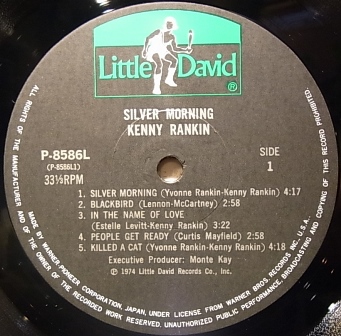 Little David
®
SILVER MORNING
KENNY RANKIN
P-8586L
(P-8586L1)
33⅓RPM
SIDE
1
1. SILVER MORNING (Yvonne Rankin-Kenny Rankin) 4:17
2. BLACKBIRD (Lennon-McCartney) 2:58
3. IN THE NAME OF LOVE
(Estelle Levitt-Kenny Rankin) 3:22
4. PEOPLE GET READY (Curtis Mayfield) 2:58
5. KILLED A CAT (Yvonne Rankin-Kenny Rankin) 4:18
Executive Producer: Monte Kay
℗ 1974 Little David Records Co., Inc.
ALL RIGHTS OF THE MANUFACTURER AND OF THE OWNER OF THE RECORDED WORK RESERVED. UNAUTHORIZED PUBLIC PERFORMANCE, BROADCASTING AND COPYING OF THIS RECORD PROHIBITED.
MFD. BY WARNER-PIONEER CORPORATION, JAPAN, UNDER LICENSE FROM WARNER BROS. RECORDS INC., U.S.A.